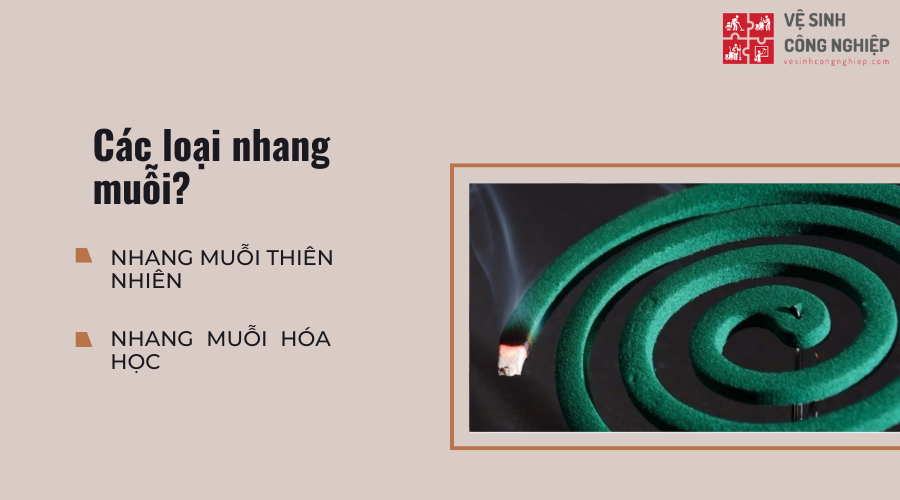 VỆ SINH
CÔNG NGHIỆP
vesinhcongnghiep.com
Các loại nhang
muỗi?
NHANG MUỖI THIÊN
NHIÊN
NHANG MUỖI HÓA
HỌC